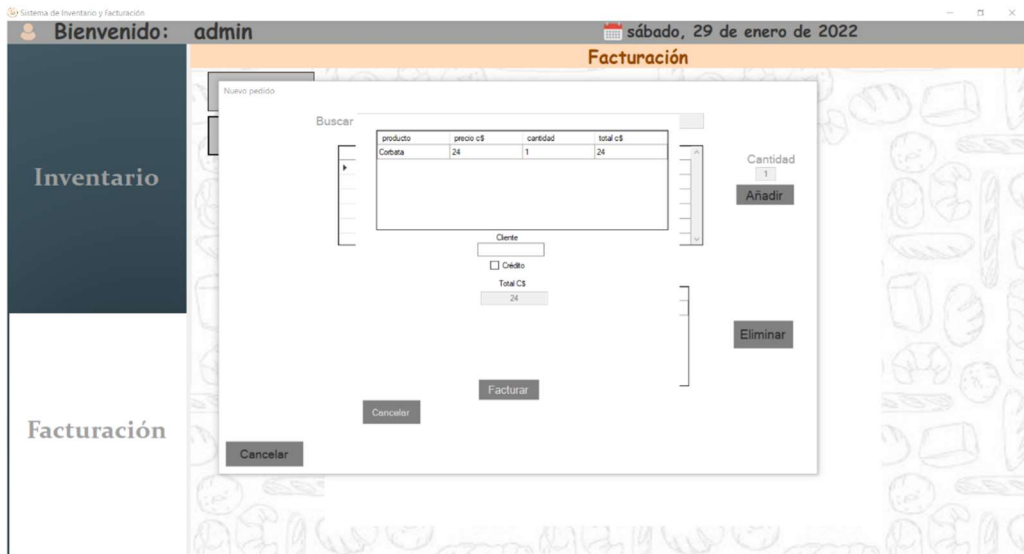 Sistema de Inventario y Facturación
Bienvenido: admin
sábado, 29 de enero de 2022
Facturación
Inventario
Facturación
Nuevo pedido
Buscar
producto precio c$ cantidad total c$
Corbata 24 1 24
Cantidad
1
Añadir
Cliente
Crédito
Total C$
24
Eliminar
Facturar
Cancelar
Cancelar